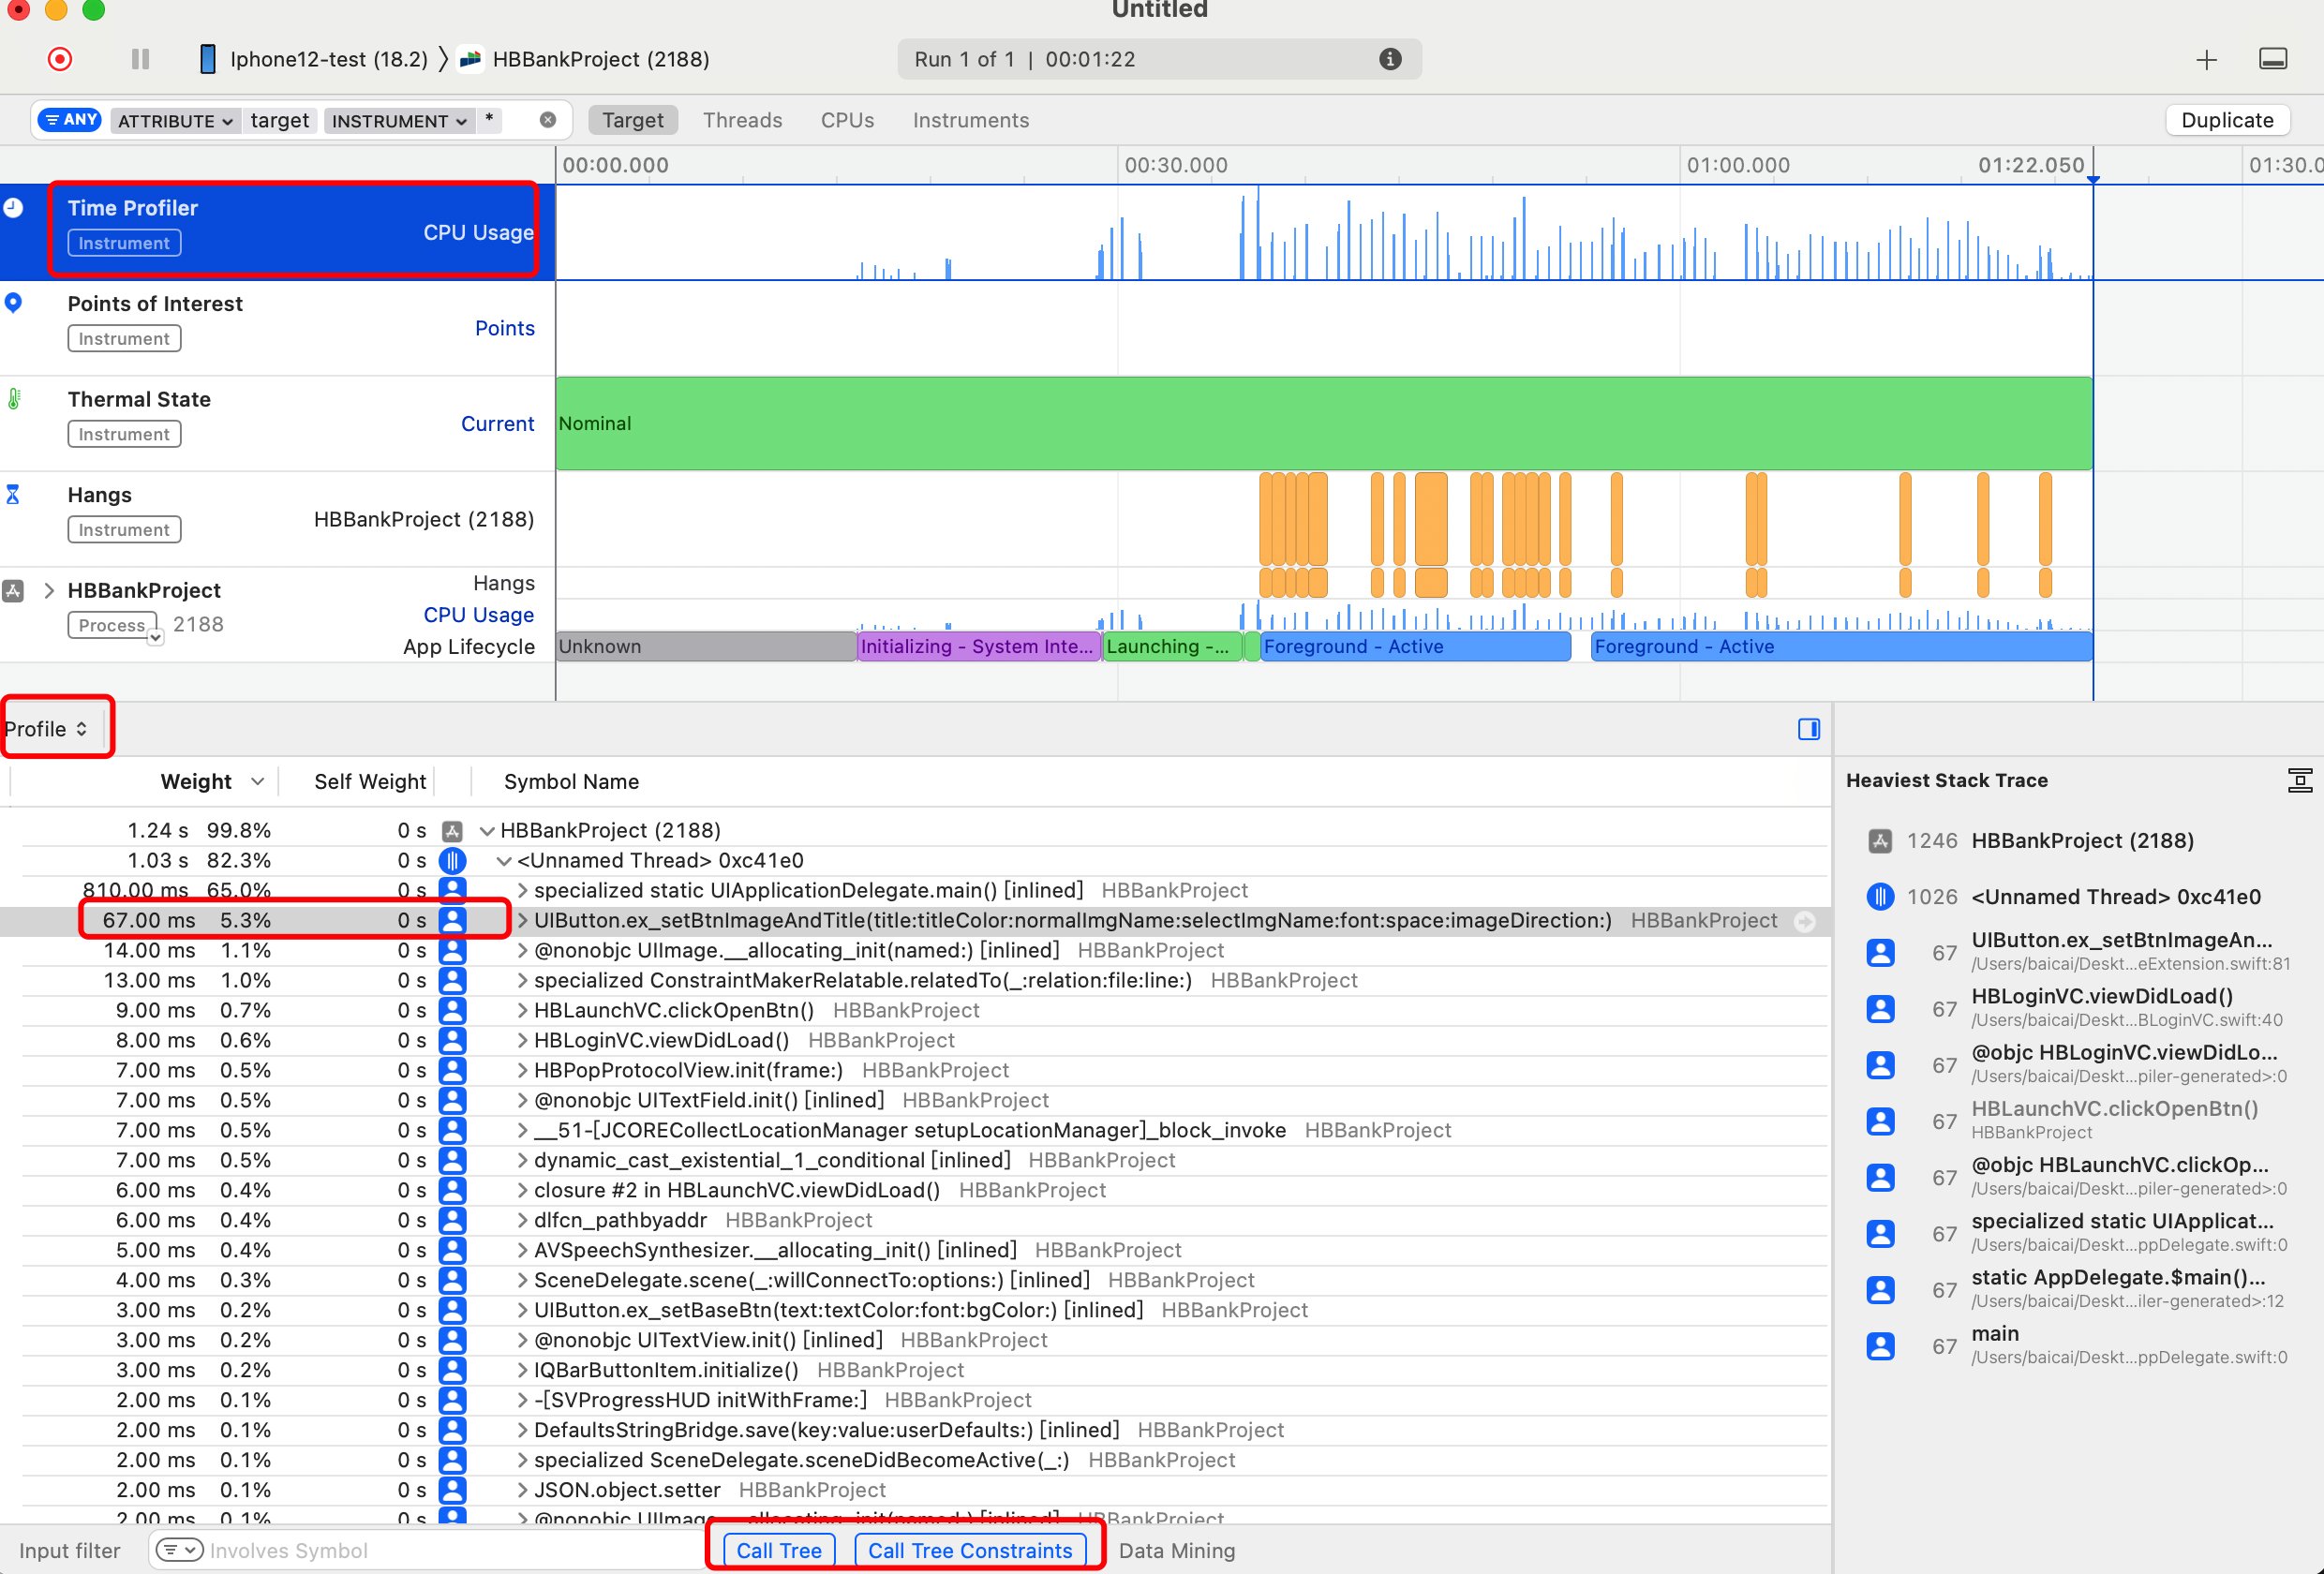 Untitled
Iphone12-test (18.2) 〉 HBBankProject (2188)
Run 1 of 1 | 00:01:22
ANY ATTRIBUTE target INSTRUMENT *
Target Threads CPUs Instruments
Duplicate
00:00.000 00:30.000 01:00.000 01:22.050 01:30.0
Time Profiler
Instrument
CPU Usage
Points of Interest
Instrument
Points
Thermal State
Instrument
Current
Nominal
Hangs
Instrument
HBBankProject (2188)
HBBankProject
Process 2188
Hangs
CPU Usage
App Lifecycle
Unknown Initializing - System Inte... Launching -... Foreground - Active Foreground - Active
Profile
Weight Self Weight Symbol Name
1.24 s 99.8% 0 s HBBankProject (2188)
1.03 s 82.3% 0 s <Unnamed Thread> 0xc41e0
810.00 ms 65.0% 0 s specialized static UIApplicationDelegate.main() [inlined] HBBankProject
67.00 ms 5.3% 0 s UIButton.ex_setBtnImageAndTitle(title:titleColor:normalImgName:selectImgName:font:space:imageDirection:) HBBankProject
14.00 ms 1.1% 0 s @nonobjc UIImage.__allocating_init(named:) [inlined] HBBankProject
13.00 ms 1.0% 0 s specialized ConstraintMakerRelatable.relatedTo(_:relation:file:line:) HBBankProject
9.00 ms 0.7% 0 s HBLaunchVC.clickOpenBtn() HBBankProject
8.00 ms 0.6% 0 s HBLoginVC.viewDidLoad() HBBankProject
7.00 ms 0.5% 0 s HBPopProtocolView.init(frame:) HBBankProject
7.00 ms 0.5% 0 s @nonobjc UITextField.init() [inlined] HBBankProject
7.00 ms 0.5% 0 s __51-[JCORECollectLocationManager setupLocationManager]_block_invoke HBBankProject
7.00 ms 0.5% 0 s dynamic_cast_existential_1_conditional [inlined] HBBankProject
6.00 ms 0.4% 0 s closure #2 in HBLaunchVC.viewDidLoad() HBBankProject
6.00 ms 0.4% 0 s dlfcn_pathbyaddr HBBankProject
5.00 ms 0.4% 0 s AVSpeechSynthesizer.__allocating_init() [inlined] HBBankProject
4.00 ms 0.3% 0 s SceneDelegate.scene(_:willConnectTo:options:) [inlined] HBBankProject
3.00 ms 0.2% 0 s UIButton.ex_setBaseBtn(text:textColor:font:bgColor:) [inlined] HBBankProject
3.00 ms 0.2% 0 s @nonobjc UITextView.init() [inlined] HBBankProject
3.00 ms 0.2% 0 s IQBarButtonItem.initialize() HBBankProject
2.00 ms 0.1% 0 s -[SVProgressHUD initWithFrame:] HBBankProject
2.00 ms 0.1% 0 s DefaultsStringBridge.save(key:value:userDefaults:) [inlined] HBBankProject
2.00 ms 0.1% 0 s specialized SceneDelegate.sceneDidBecomeActive(_:) HBBankProject
2.00 ms 0.1% 0 s JSON.object.setter HBBankProject
2.00 ms 0.1% 0 s @nonobjc UIImage.__allocating_init(named:) [inlined] HBBankProject
Input filter Involves Symbol Call Tree Call Tree Constraints Data Mining
Heaviest Stack Trace
1246 HBBankProject (2188)
1026 <Unnamed Thread> 0xc41e0
67 UIButton.ex_setBtnImageAn...
/Users/baicai/Deskt...eExtension.swift:81
67 HBLoginVC.viewDidLoad()
/Users/baicai/Deskt...BLoginVC.swift:40
67 @objc HBLoginVC.viewDidLo...
/Users/baicai/Deskt...piler-generated>:0
67 HBLaunchVC.clickOpenBtn()
HBBankProject
67 @objc HBLaunchVC.clickOp...
/Users/baicai/Deskt...piler-generated>:0
67 specialized static UIApplicat...
/Users/baicai/Deskt...ppDelegate.swift:0
67 static AppDelegate.$main()...
/Users/baicai/Deskt...iler-generated>:12
67 main
/Users/baicai/Deskt...ppDelegate.swift:0